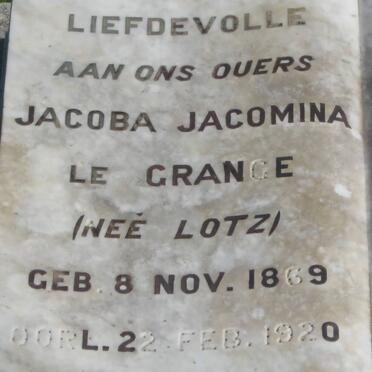 LIEFDEVOLLE
AAN ONS OUERS
JACOBA JACOMINA
LE GRANGE
(NEÉ LOTZ)
GEB. 8 NOV. 1869
OORL. 22 FEB. 1920